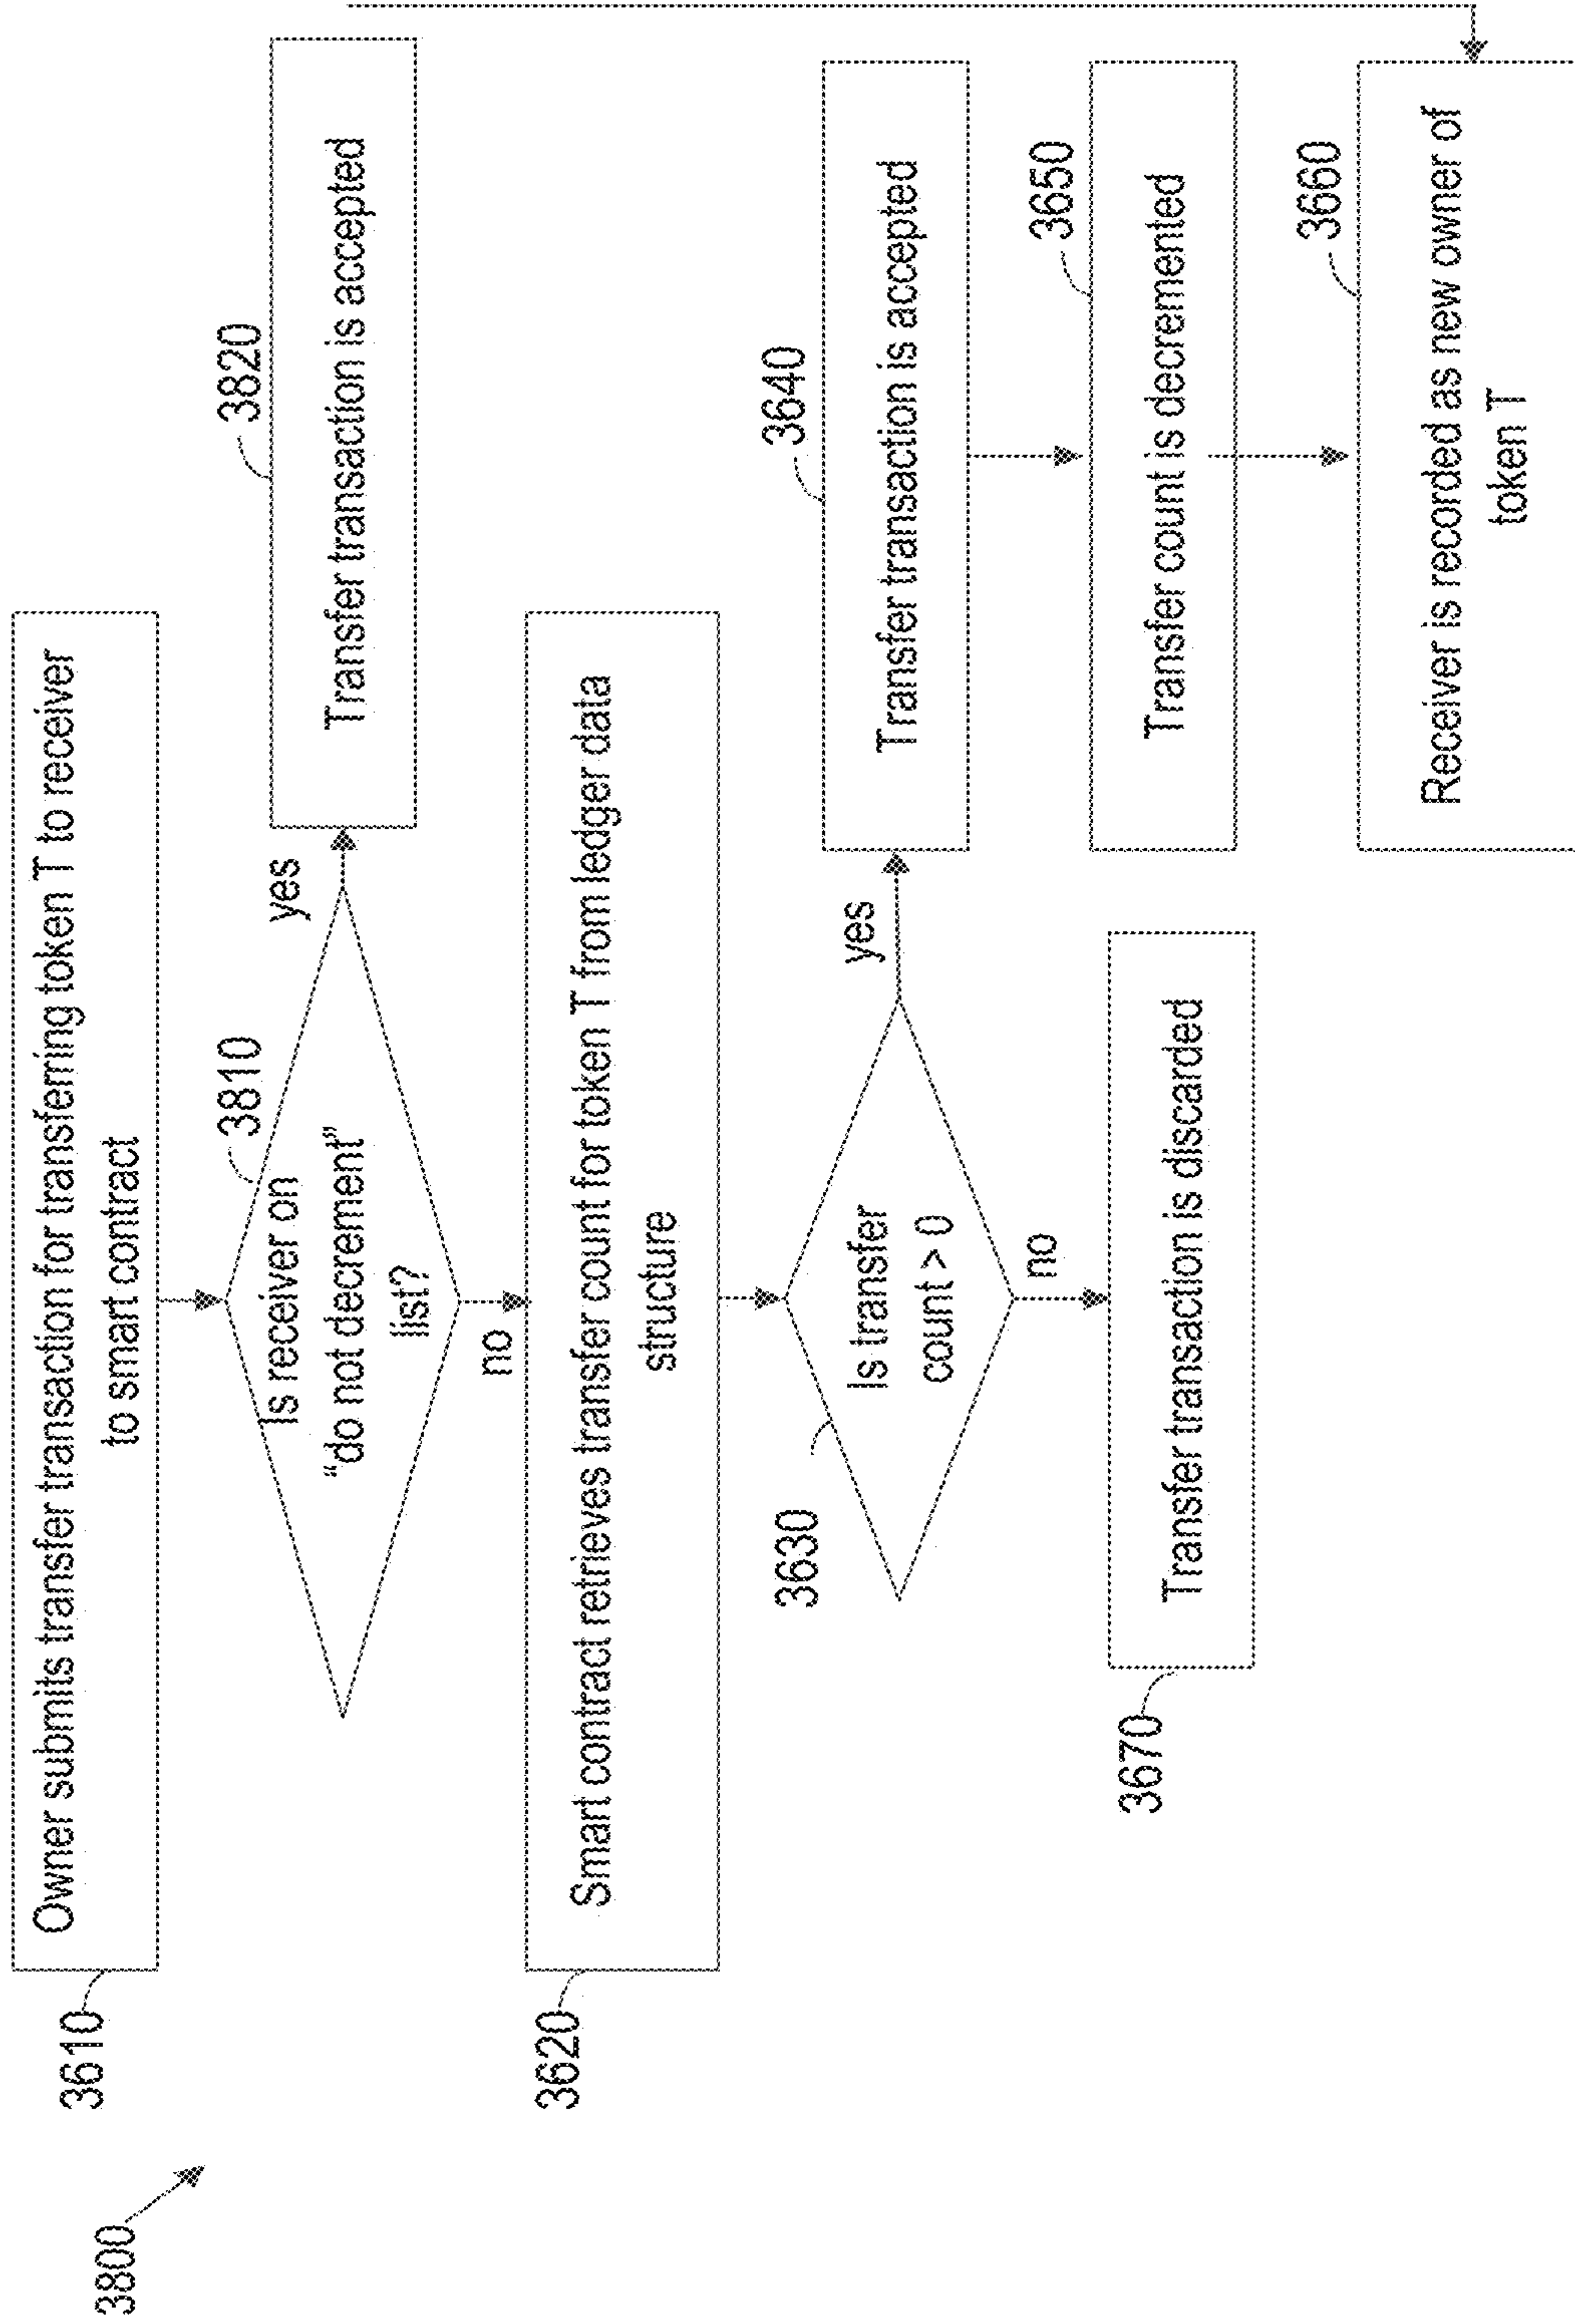 3800
3610
Owner submits transfer transaction for transferring token T to receiver
to smart contract
3810
Is receiver on
“do not decrement”
list?
yes
3820
Transfer transaction is accepted
no
3620
Smart contract retrieves transfer count for token T from ledger data
structure
3630
Is transfer
count > 0
yes
3640
Transfer transaction is accepted
3650
Transfer count is decremented
3660
Receiver is recorded as new owner of
token T
no
3670
Transfer transaction is discarded